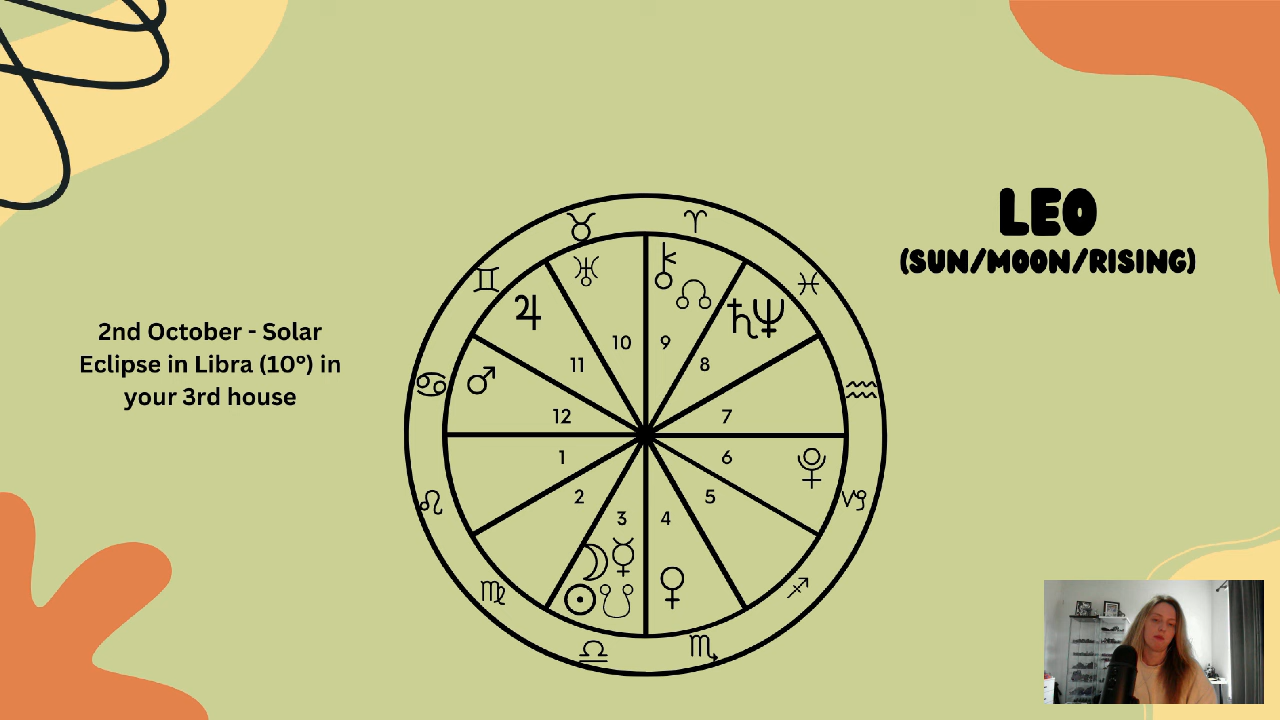 LEO
(SUN/MOON/RISING)
2nd October - Solar
Eclipse in Libra (10º) in
your 3rd house
♉ ♈
♊ ♓
⚷
♅
☊
♃ ♄ ♆
10 9
11 8
♋ ♂ ♒
12 7
1 6
♇
2 5
♌ ♑
3 4
☽ ☿
♀
♍ ☉ ☋ ♐
♎ ♏